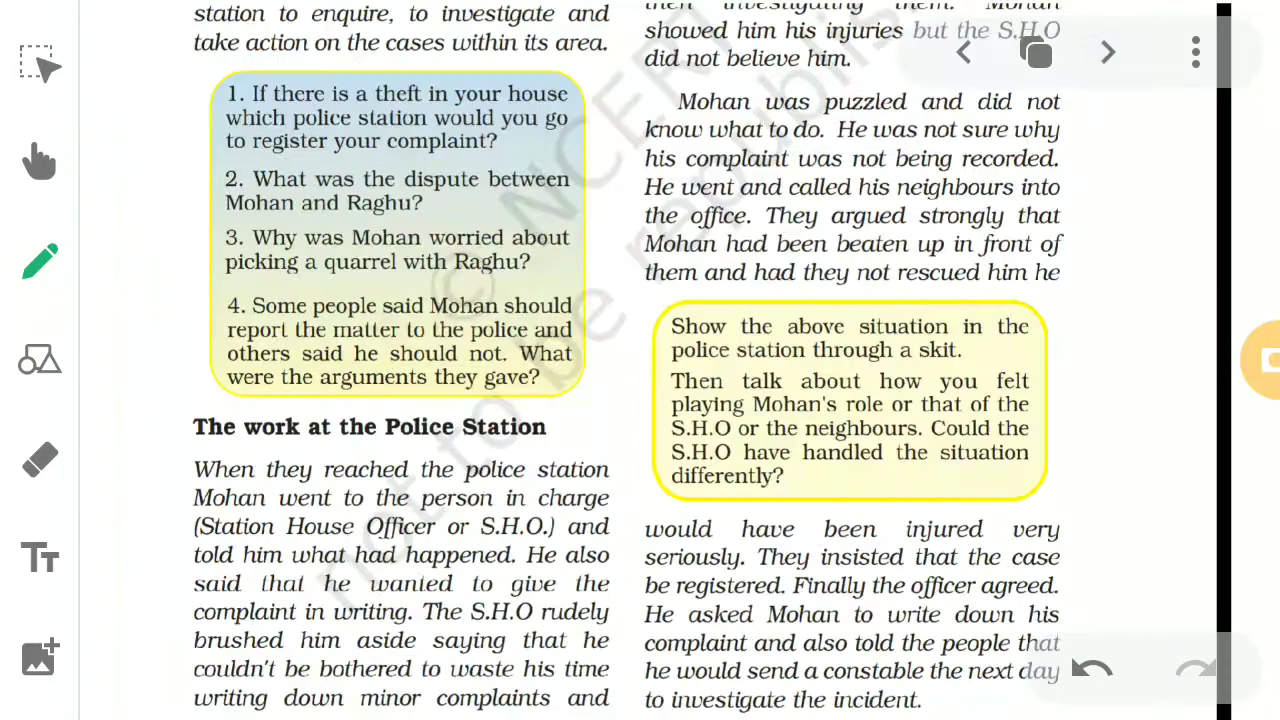 station to enquire, to investigate and
take action on the cases within its area.
1. If there is a theft in your house
which police station would you go
to register your complaint?
2. What was the dispute between
Mohan and Raghu?
3. Why was Mohan worried about
picking a quarrel with Raghu?
4. Some people said Mohan should
report the matter to the police and
others said he should not. What
were the arguments they gave?
The work at the Police Station
When they reached the police station
Mohan went to the person in charge
(Station House Officer or S.H.O.) and
told him what had happened. He also
said that he wanted to give the
complaint in writing. The S.H.O rudely
brushed him aside saying that he
couldn't be bothered to waste his time
writing down minor complaints and
then investigating them. Mohan
showed him his injuries but the S.H.O
did not believe him.
Mohan was puzzled and did not
know what to do. He was not sure why
his complaint was not being recorded.
He went and called his neighbours into
the office. They argued strongly that
Mohan had been beaten up in front of
them and had they not rescued him he
Show the above situation in the
police station through a skit.
Then talk about how you felt
playing Mohan's role or that of the
S.H.O or the neighbours. Could the
S.H.O have handled the situation
differently?
would have been injured very
seriously. They insisted that the case
be registered. Finally the officer agreed.
He asked Mohan to write down his
complaint and also told the people that
he would send a constable the next day
to investigate the incident.
© NCERT
not to be republis
Tт